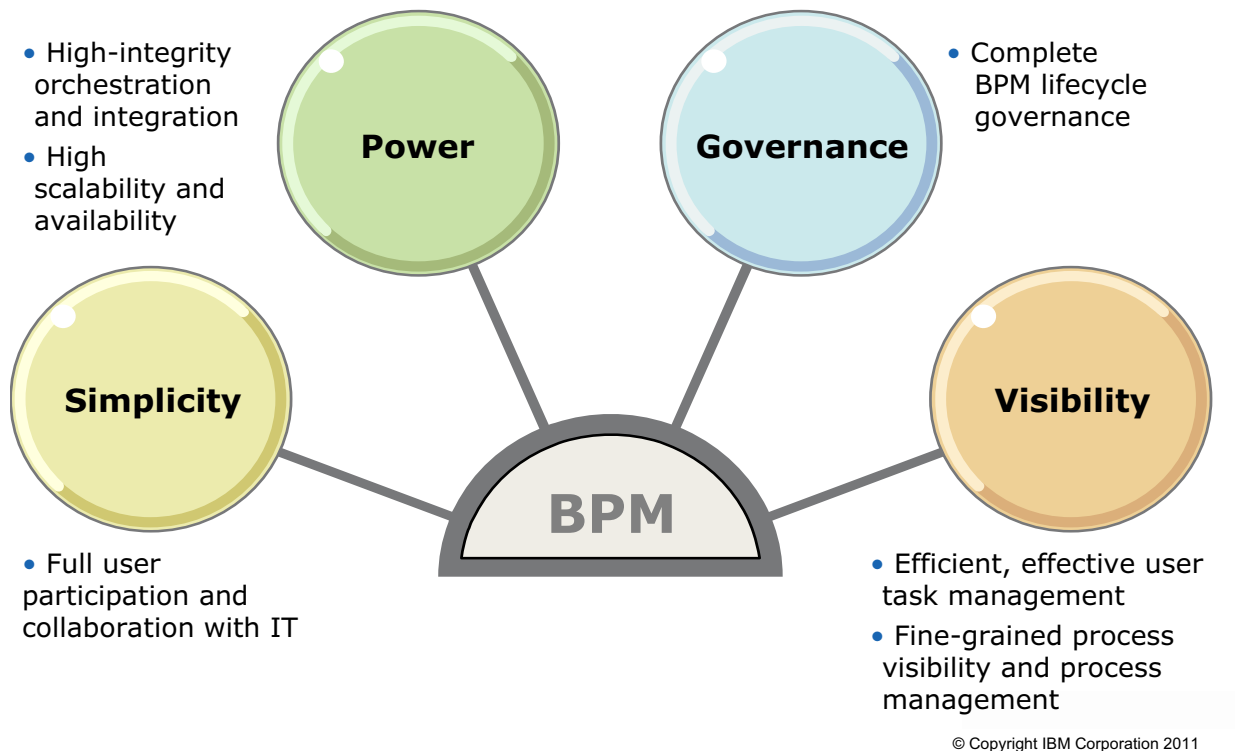 • High-integrity
orchestration
and integration
• High
scalability and
availability
Power
Governance
• Complete
BPM lifecycle
governance
Simplicity
• Full user
participation and
collaboration with IT
BPM
Visibility
• Efficient, effective user
task management
• Fine-grained process
visibility and process
management
© Copyright IBM Corporation 2011